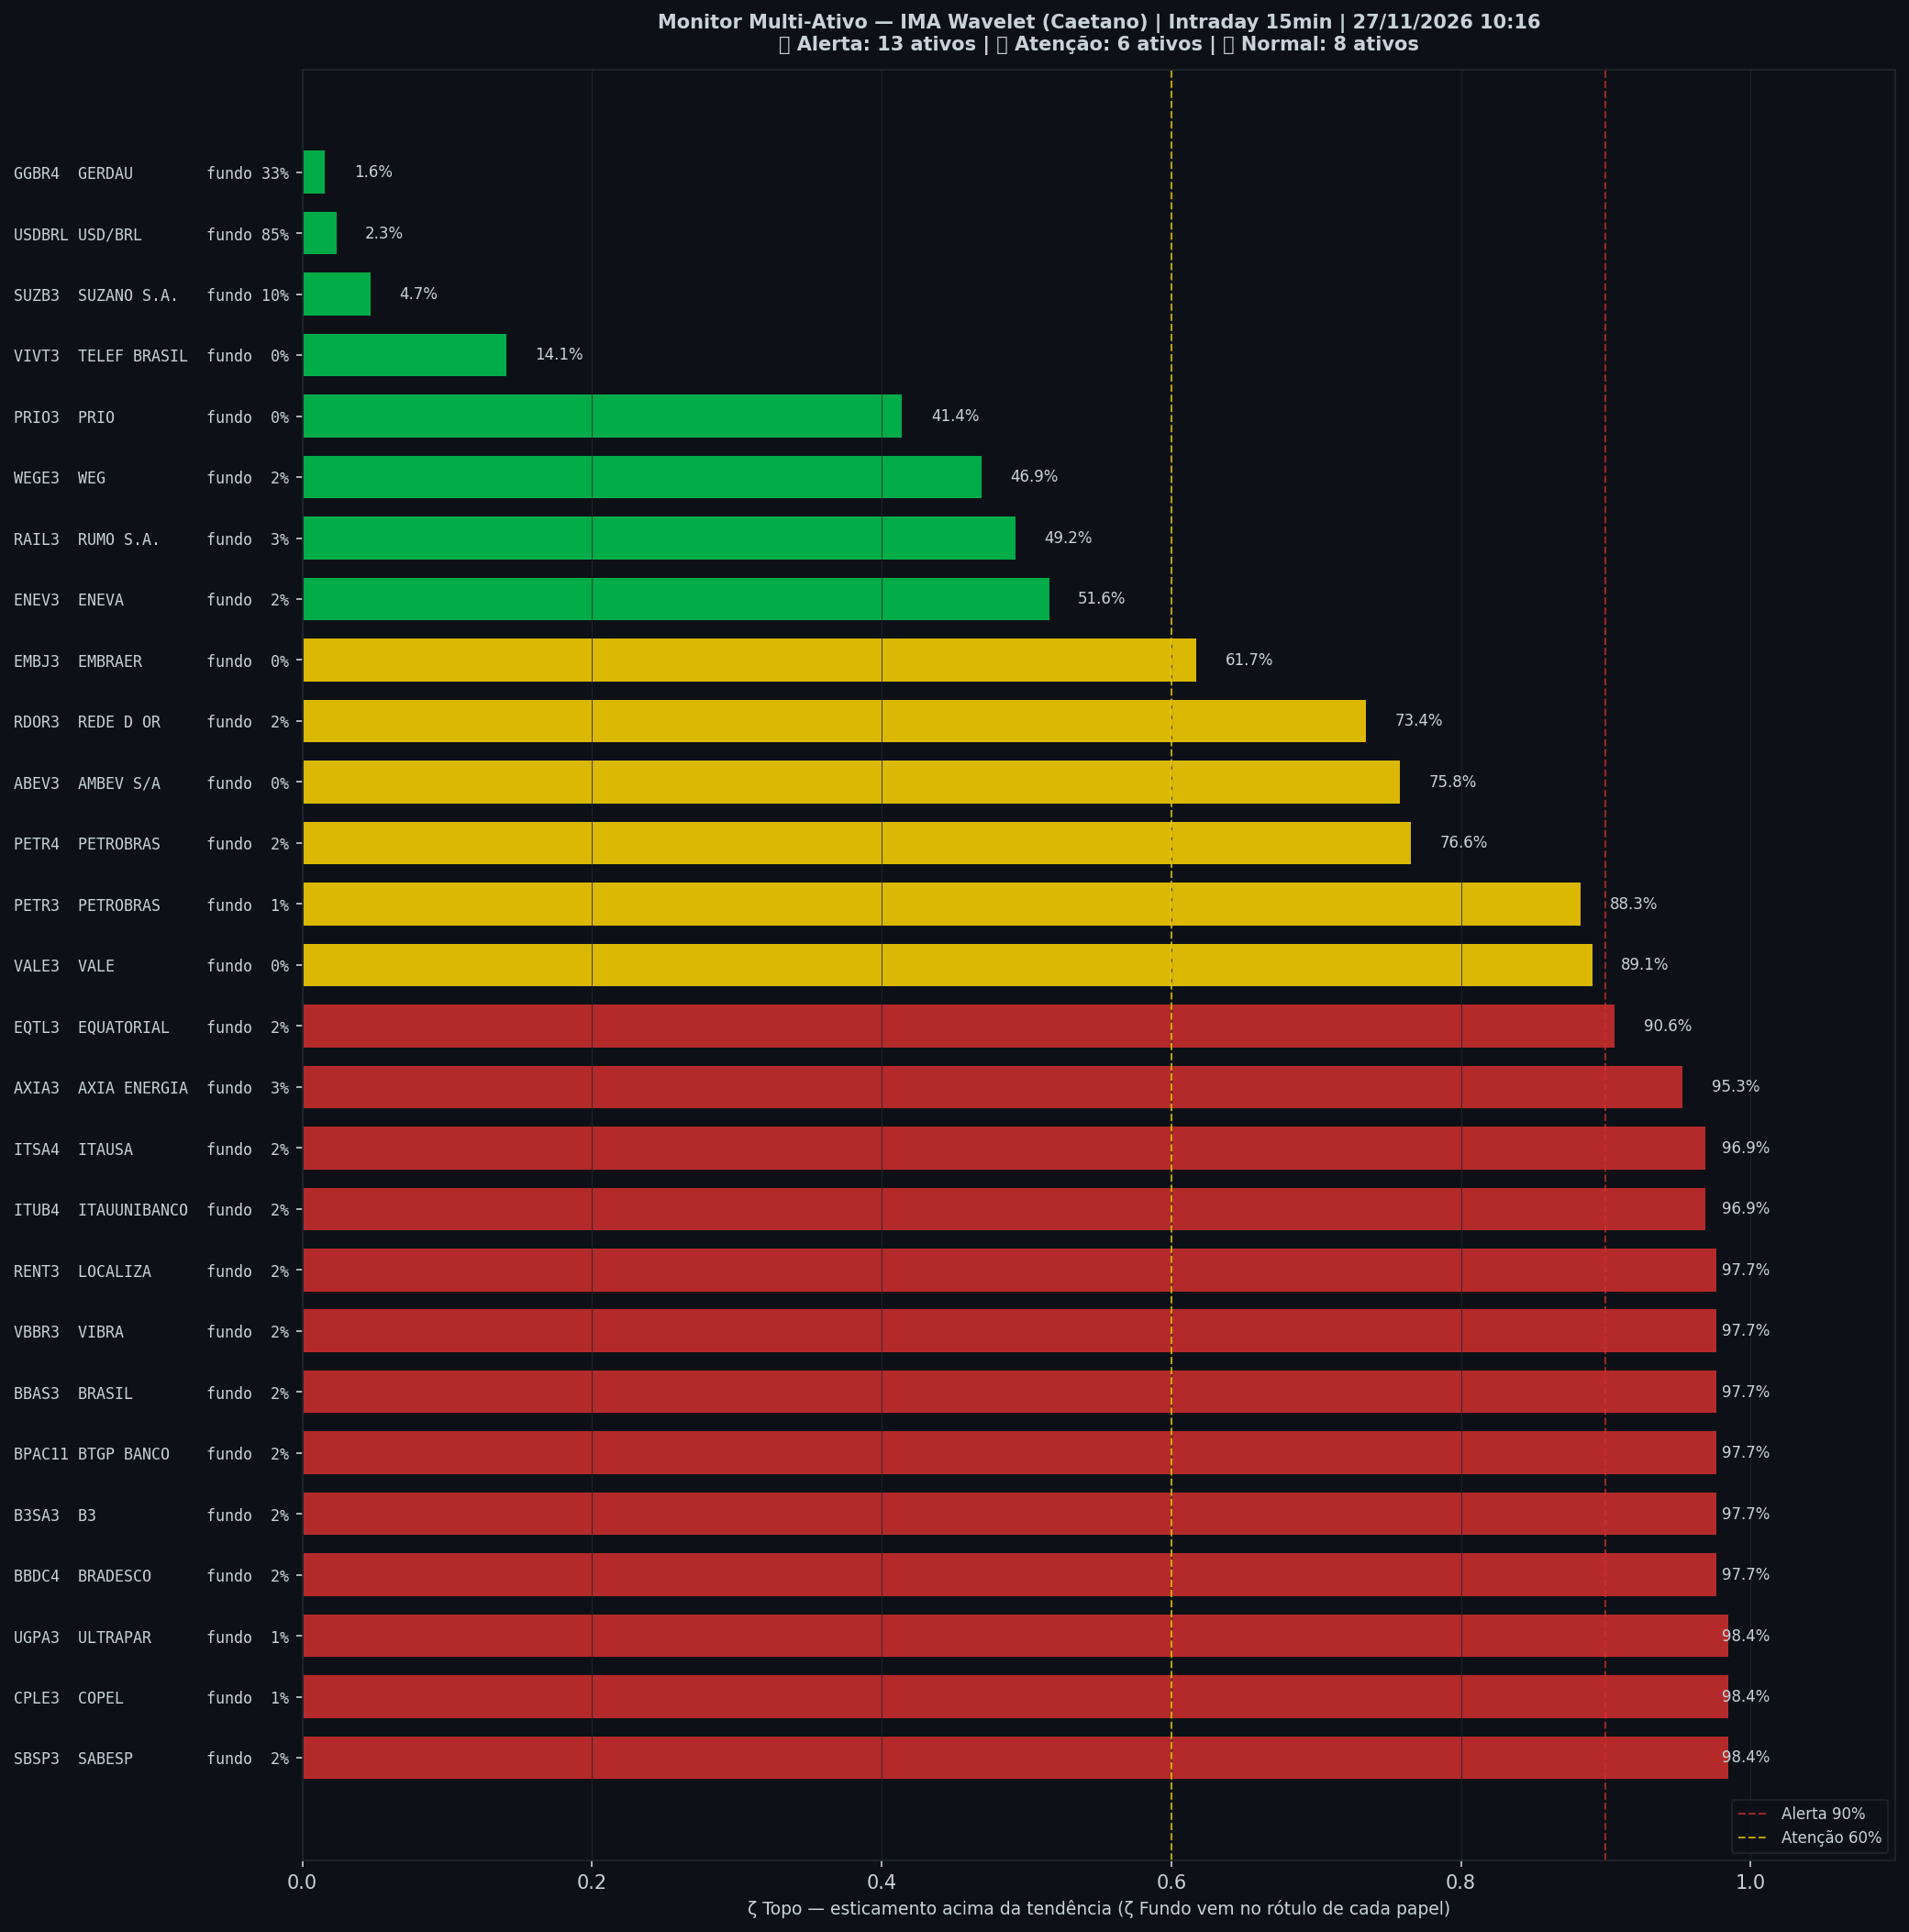 Monitor Multi-Ativo — IMA Wavelet (Caetano) | Intraday 15min | 27/11/2026 10:16
▯ Alerta: 13 ativos | ▯ Atenção: 6 ativos | ▯ Normal: 8 ativos
GGBR4 GERDAU fundo 33% 1.6%
USDBRL USD/BRL fundo 85% 2.3%
SUZB3 SUZANO S.A. fundo 10% 4.7%
VIVT3 TELEF BRASIL fundo 0% 14.1%
PRIO3 PRIO fundo 0% 41.4%
WEGE3 WEG fundo 2% 46.9%
RAIL3 RUMO S.A. fundo 3% 49.2%
ENEV3 ENEVA fundo 2% 51.6%
EMBJ3 EMBRAER fundo 0% 61.7%
RDOR3 REDE D OR fundo 2% 73.4%
ABEV3 AMBEV S/A fundo 0% 75.8%
PETR4 PETROBRAS fundo 2% 76.6%
PETR3 PETROBRAS fundo 1% 88.3%
VALE3 VALE fundo 0% 89.1%
EQTL3 EQUATORIAL fundo 2% 90.6%
AXIA3 AXIA ENERGIA fundo 3% 95.3%
ITSA4 ITAUSA fundo 2% 96.9%
ITUB4 ITAUUNIBANCO fundo 2% 96.9%
RENT3 LOCALIZA fundo 2% 97.7%
VBBR3 VIBRA fundo 2% 97.7%
BBAS3 BRASIL fundo 2% 97.7%
BPAC11 BTGP BANCO fundo 2% 97.7%
B3SA3 B3 fundo 2% 97.7%
BBDC4 BRADESCO fundo 2% 97.7%
UGPA3 ULTRAPAR fundo 1% 98.4%
CPLE3 COPEL fundo 1% 98.4%
SBSP3 SABESP fundo 2% 98.4%
Alerta 90%
Atenção 60%
0.0 0.2 0.4 0.6 0.8 1.0
ζ Topo — esticamento acima da tendência (ζ Fundo vem no rótulo de cada papel)